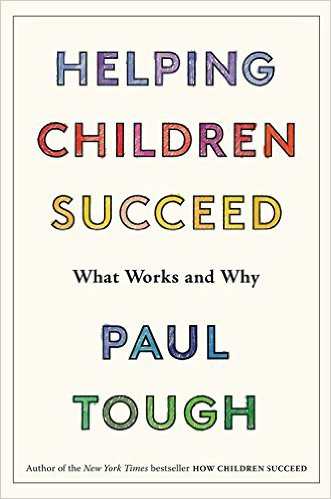 HELPING
CHILDREN
SUCCEED
What Works and Why
PAUL
TOUGH
Author of the New York Times bestseller HOW CHILDREN SUCCEED